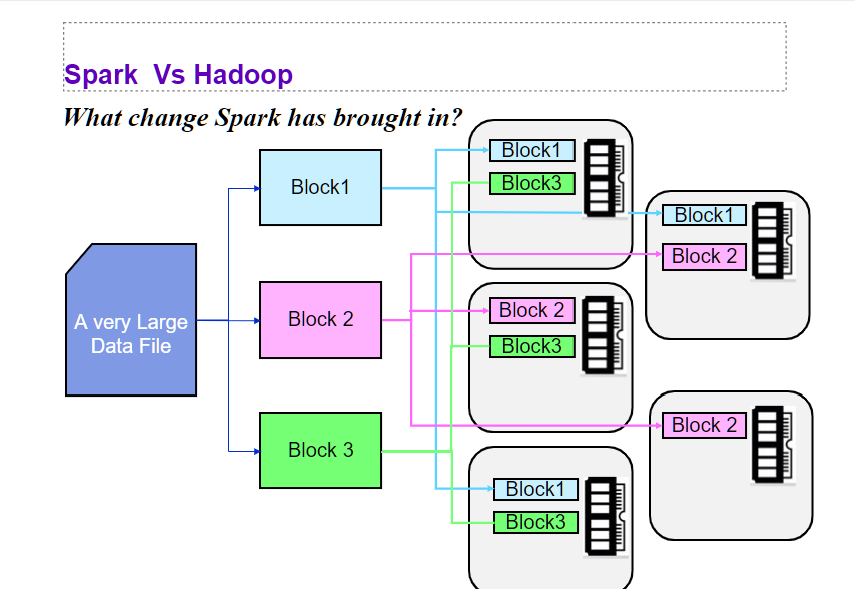 Spark  Vs Hadoop
What change Spark has brought in?
A very Large
Data File
Block1
Block 2
Block 3
Block1
Block3
Block1
Block 2
Block 2
Block3
Block 2
Block1
Block3